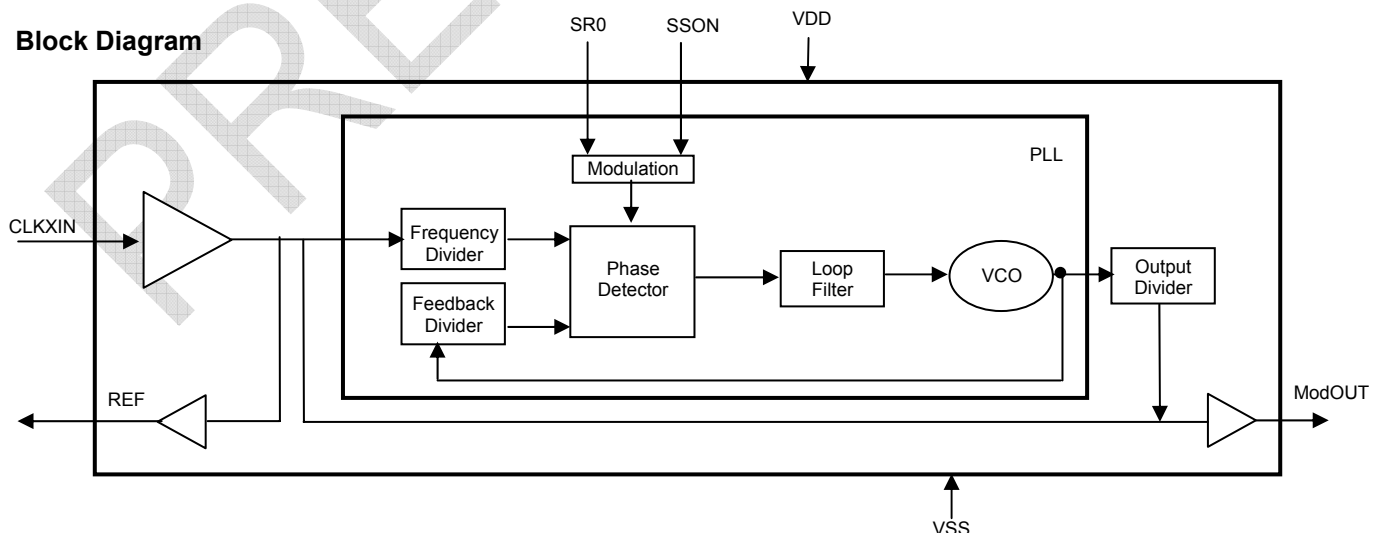 Block Diagram
SR0
SSON
VDD
PLL
Modulation
CLKXIN
Frequency
Divider
Phase
Detector
Loop
Filter
VCO
Output
Divider
Feedback
Divider
REF
ModOUT
VSS